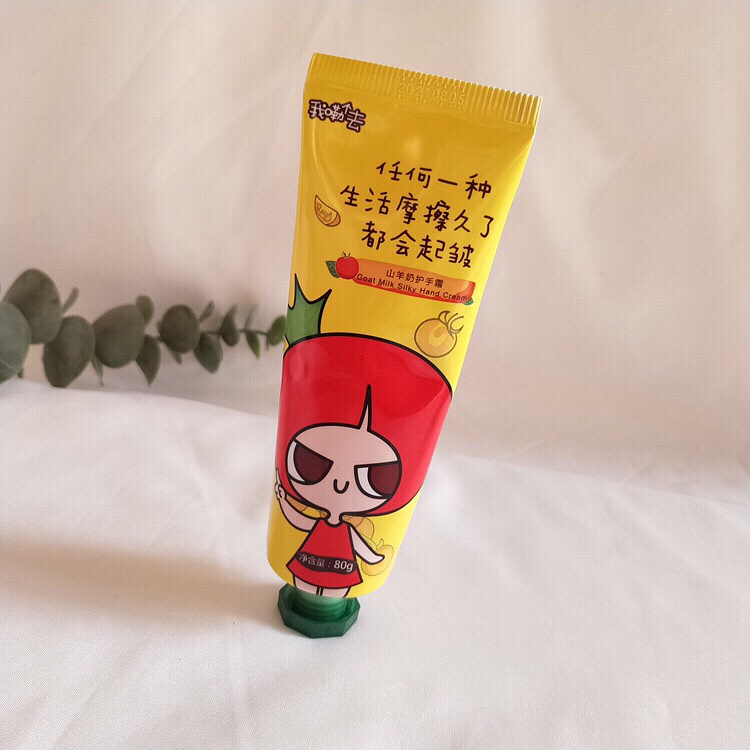 我嘞个去
任何一种
生活摩擦久了
都会起皱
山羊奶护手霜
Goat Milk Silky Hand Cream
净含量：80g